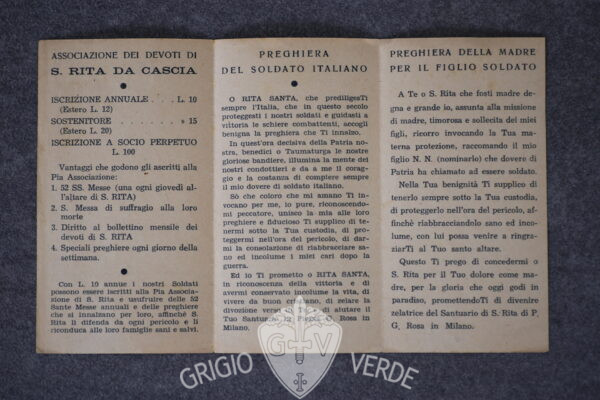 ASSOCIAZIONE DEI DEVOTI DI
S. RITA DA CASCIA
ISCRIZIONE ANNUALE . . . L. 10
(Estero L. 12)
SOSTENITORE . . . . . . . . » 15
(Estero L. 20)
ISCRIZIONE A SOCIO PERPETUO
L. 100
Vantaggi che godono gli ascritti alla
Pia Associazione:
1. 52 SS. Messe (una ogni giovedì al-
l'altare di S. Rita)
2. S. Messa di suffragio alla loro
morte
3. Diritto al bollettino mensile dei
devoti di S. RITA
4. Speciali preghiere ogni giorno della
settimana.
Con L. 10 annue i nostri Soldati
possono essere iscritti alla Pia Associa-
zione di S. Rita e usufruire delle 52
Sante Messe annuali e delle preghiere
che si innalzano per loro, affinchè S.
Rita li difenda da ogni pericolo e li
riconduca alle loro famiglie sani e salvi.
PREGHIERA
DEL SOLDATO ITALIANO
O RITA SANTA, che prediligesTi
sempre l'Italia, che in questo secolo
proteggesti i nostri soldati e guidasti a
vittoria le schiere combattenti, accogli
benigna la preghiera che Ti innalzo.
In quest'ora decisiva della Patria no-
stra, benedici o Taumaturga le nostre
gloriose bandiere, illumina la mente dei
nostri condottieri e da a me il corag-
gio e la costanza di compiere sempre
il mio dovere di soldato italiano.
Sò che coloro che mi amano Ti in-
vocano per me, io pure, riconoscendo-
mi peccatore, unisco la mia alle loro
preghiere e fiducioso Ti supplico di te-
nermi sotto la Tua custodia, di pro-
teggermi nell'ora del pericolo, di dar-
mi la consolazione di riabbracciare sa-
no ed incolume i miei cari dopo la
guerra.
Ed io Ti prometto o RITA SANTA,
in riconoscenza della vittoria e di
avermi conservato incolume la vita, di
vivere da buon cristiano, di zelare la
divozione verso di Te, di aiutare il
Tuo Santuario in Piazza G. Rosa in
Milano.
PREGHIERA DELLA MADRE
PER IL FIGLIO SOLDATO
A Te o S. Rita che fosti madre de-
gna e grande io, assunta alla missione
di madre, timorosa e sollecita dei miei
figli, ricorro invocando la Tua ma-
terna protezione, raccomando il mio
figlio N. N. (nominarlo) che dovere di
Patria ha chiamato ad essere soldato.
Nella Tua benignità Ti supplico di
tenerlo sempre sotto la Tua custodia,
di proteggerlo nell'ora del pericolo, af-
finchè riabbracciandolo sano ed inco-
lume, con lui possa venire a ringra-
ziarTi al Tuo santo altare.
Questo Ti prego di concedermi o
S. Rita per il Tuo dolore come ma-
dre, per la gloria che oggi godi in
paradiso, promettendoTi di divenire
zelatrice del Santuario di S. Rita di P.
G. Rosa in Milano.
G V
GRIGIO VERDE